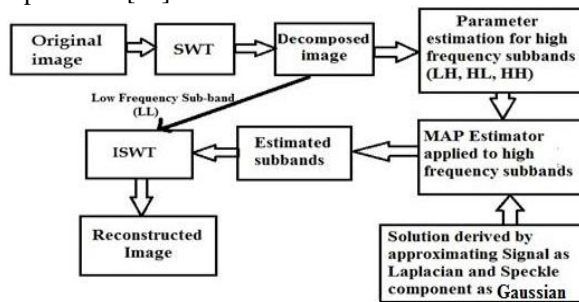 Original
image
SWT
Decomposed
image
Parameter
estimation for high
frequency subbands
(LH, HL, HH)
Low Frequency Sub-band
(LL)
ISWT
Estimated
subbands
MAP Estimator
applied to high
frequency subbands
Reconstructed
Image
Solution derived by
approximating Signal as
Laplacian and Speckle
component as Gaussian